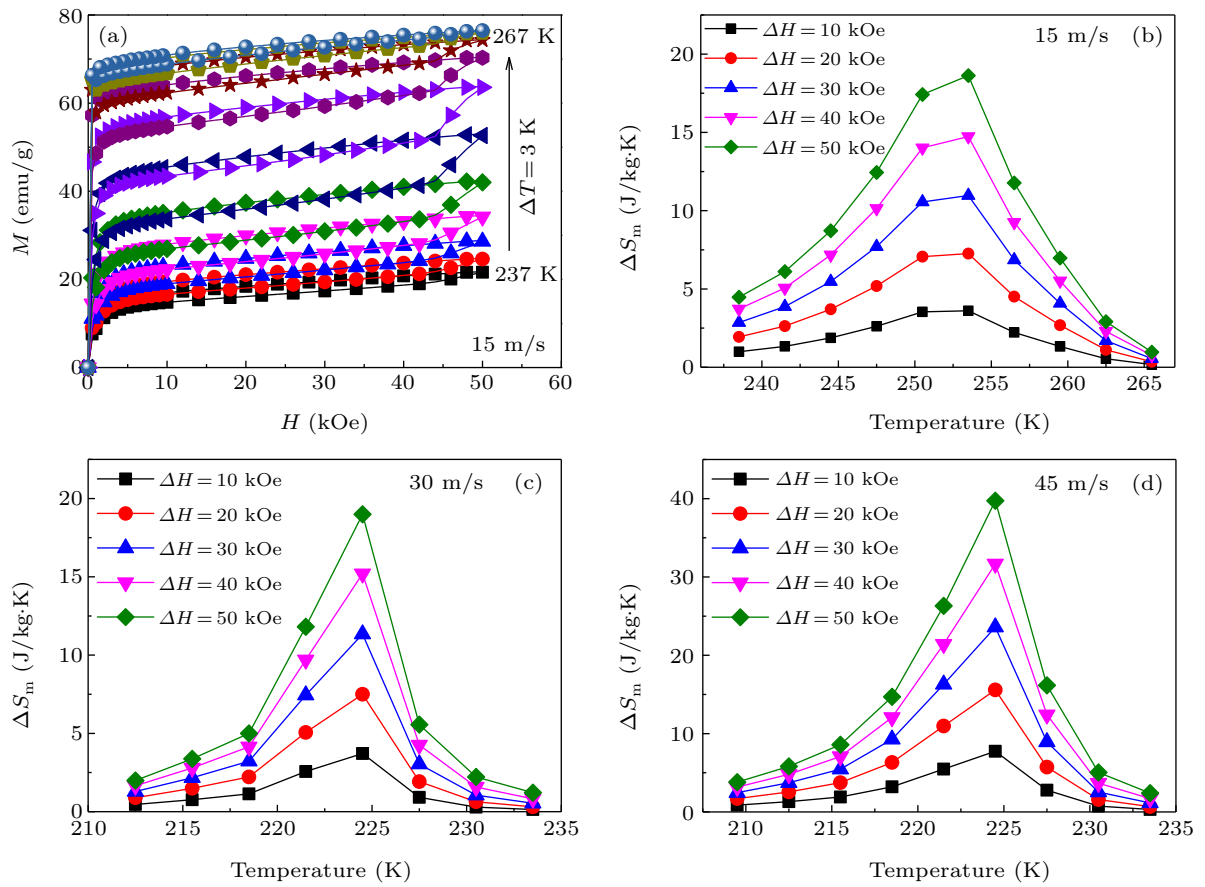 (a)
267 K
ΔT = 3 K
237 K
15 m/s
M (emu/g)
80
60
40
20
0
0 10 20 30 40 50 60
H (kOe)
15 m/s (b)
ΔH = 10 kOe
ΔH = 20 kOe
ΔH = 30 kOe
ΔH = 40 kOe
ΔH = 50 kOe
ΔSm (J/kg·K)
20
15
10
5
0
240 245 250 255 260 265
Temperature (K)
30 m/s (c)
ΔH = 10 kOe
ΔH = 20 kOe
ΔH = 30 kOe
ΔH = 40 kOe
ΔH = 50 kOe
ΔSm (J/kg·K)
20
15
10
5
0
210 215 220 225 230 235
Temperature (K)
45 m/s (d)
ΔH = 10 kOe
ΔH = 20 kOe
ΔH = 30 kOe
ΔH = 40 kOe
ΔH = 50 kOe
ΔSm (J/kg·K)
40
30
20
10
0
210 215 220 225 230 235
Temperature (K)